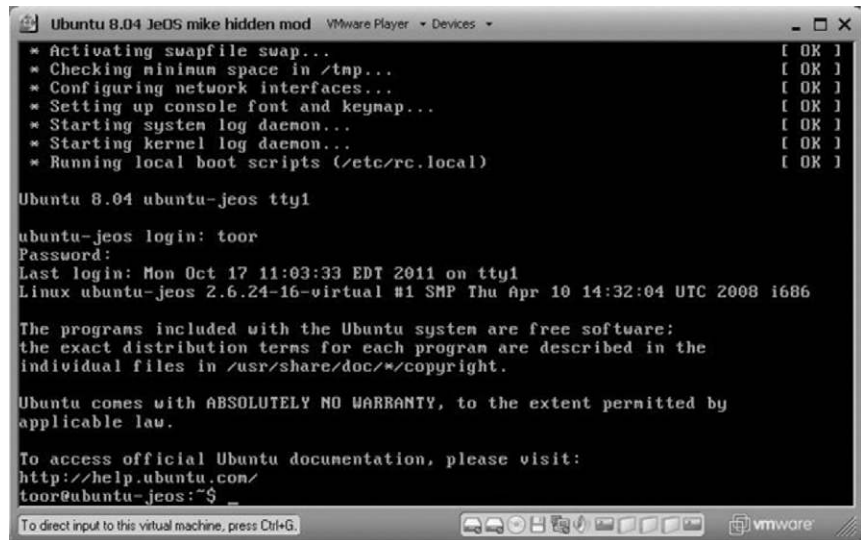 Ubuntu 8.04 JeOS mike hidden mod VMware Player Devices
* Activating swapfile swap... [ OK ]
* Checking minimum space in /tmp... [ OK ]
* Configuring network interfaces... [ OK ]
* Setting up console font and keymap... [ OK ]
* Starting system log daemon... [ OK ]
* Starting kernel log daemon... [ OK ]
* Running local boot scripts (/etc/rc.local) [ OK ]
Ubuntu 8.04 ubuntu-jeos tty1
ubuntu-jeos login: toor
Password:
Last login: Mon Oct 17 11:03:33 EDT 2011 on tty1
Linux ubuntu-jeos 2.6.24-16-virtual #1 SMP Thu Apr 10 14:32:04 UTC 2008 i686
The programs included with the Ubuntu system are free software;
the exact distribution terms for each program are described in the
individual files in /usr/share/doc/*/copyright.
Ubuntu comes with ABSOLUTELY NO WARRANTY, to the extent permitted by
applicable law.
To access official Ubuntu documentation, please visit:
http://help.ubuntu.com/
toor@ubuntu-jeos:~$ _
To direct input to this virtual machine, press Ctrl+G. vmware